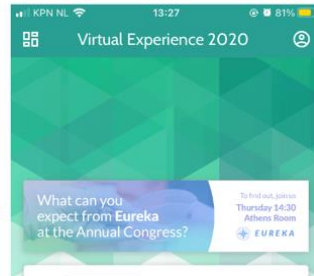 KPN NL 13:27 81%
Virtual Experience 2020
What can you
expect from Eureka
at the Annual Congress?
To find out, join us
Thursday 14:30
Athens Room
EUREKA